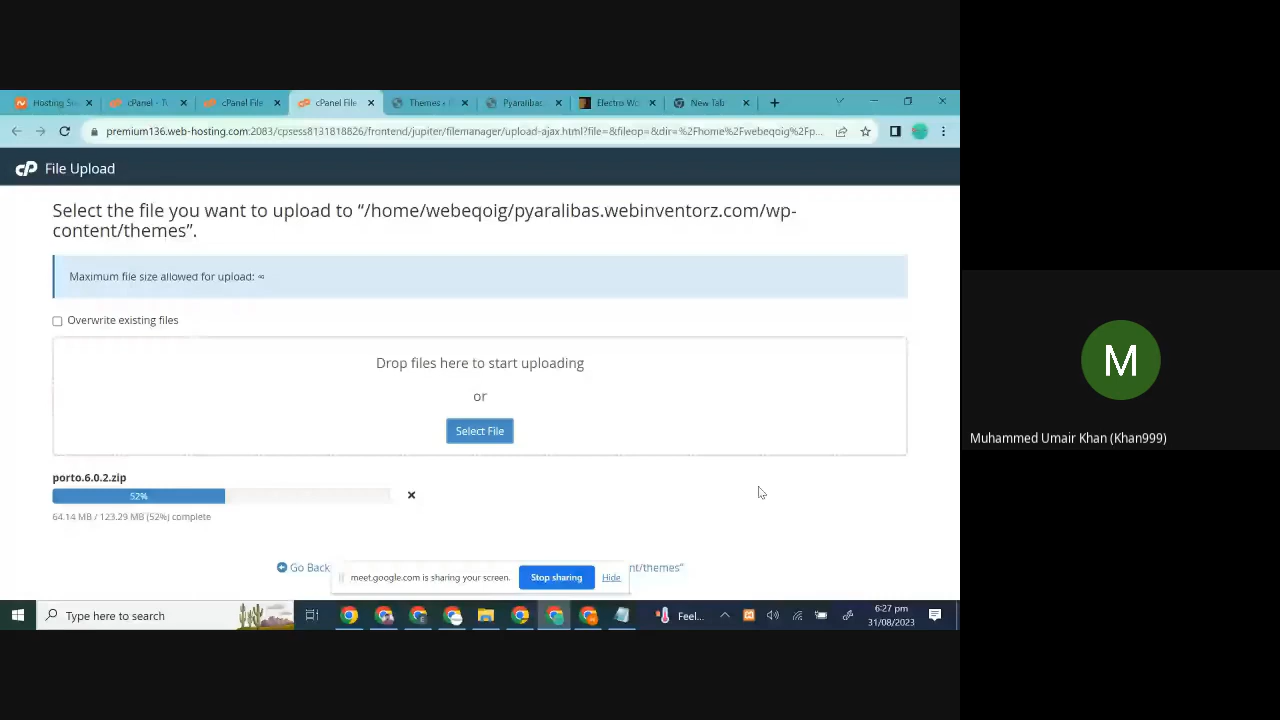 Hosting Se
cPanel - T
cPanel File
cPanel File
Themes ‹
Pyaralibas
Electro Wo
New Tab
premium136.web-hosting.com:2083/cpsess8131818826/frontend/jupiter/filemanager/upload-ajax.html?file=&fileop=&dir=%2Fhome%2Fwebeqoig%2Fp...
cP File Upload
Select the file you want to upload to “/home/webeqoig/pyaralibas.webinventorz.com/wp-
content/themes”.
Maximum file size allowed for upload: ∞
Overwrite existing files
Drop files here to start uploading
or
Select File
porto.6.0.2.zip
52%
64.14 MB / 123.29 MB (52%) complete
Go Back
nt/themes”
meet.google.com is sharing your screen. Stop sharing Hide
Type here to search
Feel...
6:27 pm
31/08/2023
M
Muhammed Umair Khan (Khan999)